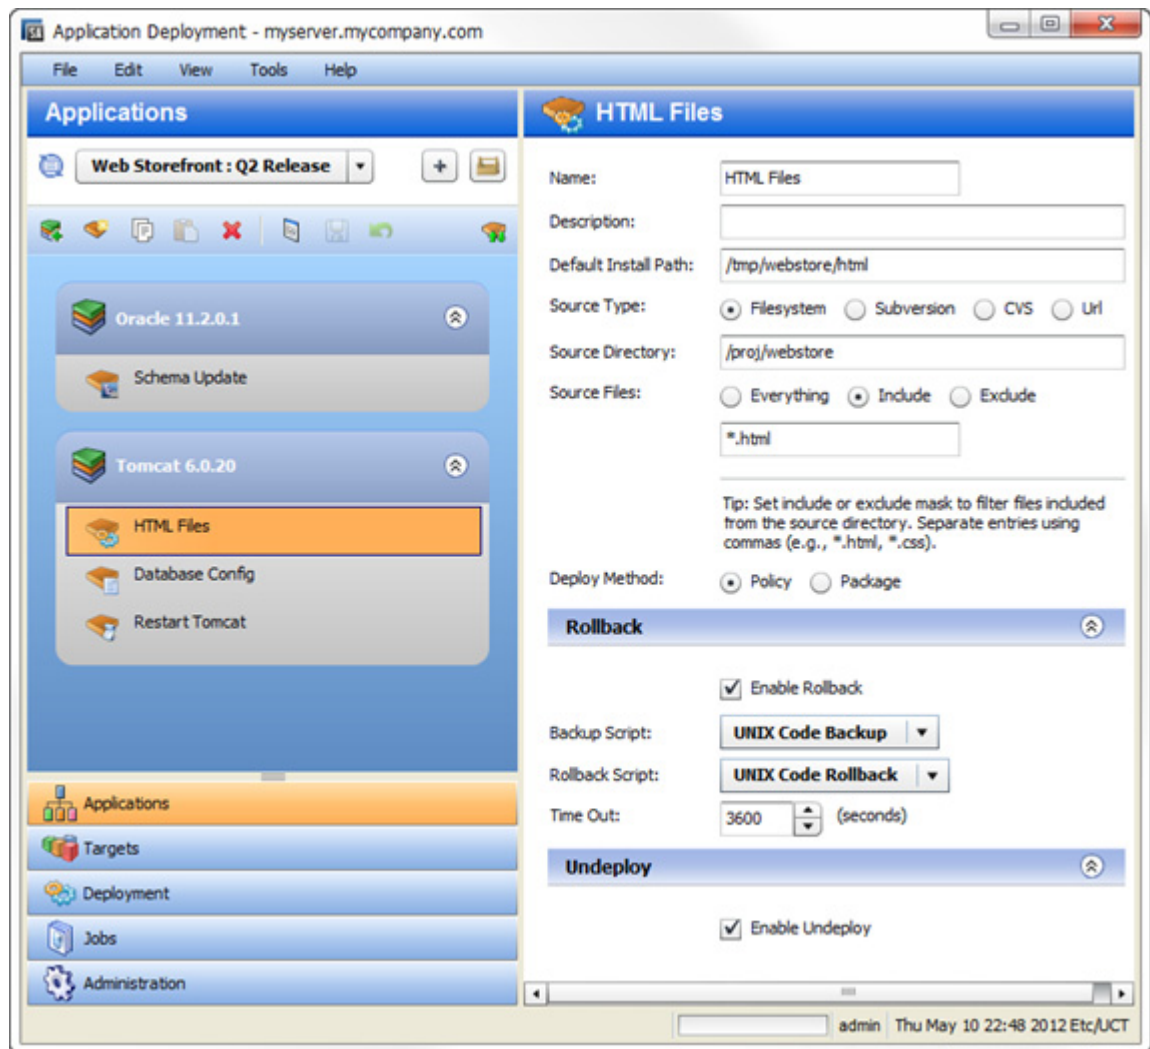 Application Deployment - myserver.mycompany.com
File Edit View Tools Help
Applications
Web Storefront : Q2 Release
Oracle 11.2.0.1
Schema Update
Tomcat 6.0.20
HTML Files
Database Config
Restart Tomcat
Applications
Targets
Deployment
Jobs
Administration
HTML Files
Name: HTML Files
Description:
Default Install Path: /tmp/webstore/html
Source Type: Filesystem Subversion CVS Url
Source Directory: /proj/webstore
Source Files: Everything Include Exclude
*.html
Tip: Set include or exclude mask to filter files included
from the source directory. Separate entries using
commas (e.g., *.html, *.css).
Deploy Method: Policy Package
Rollback
Enable Rollback
Backup Script: UNIX Code Backup
Rollback Script: UNIX Code Rollback
Time Out: 3600 (seconds)
Undeploy
Enable Undeploy
admin Thu May 10 22:48 2012 Etc/UCT